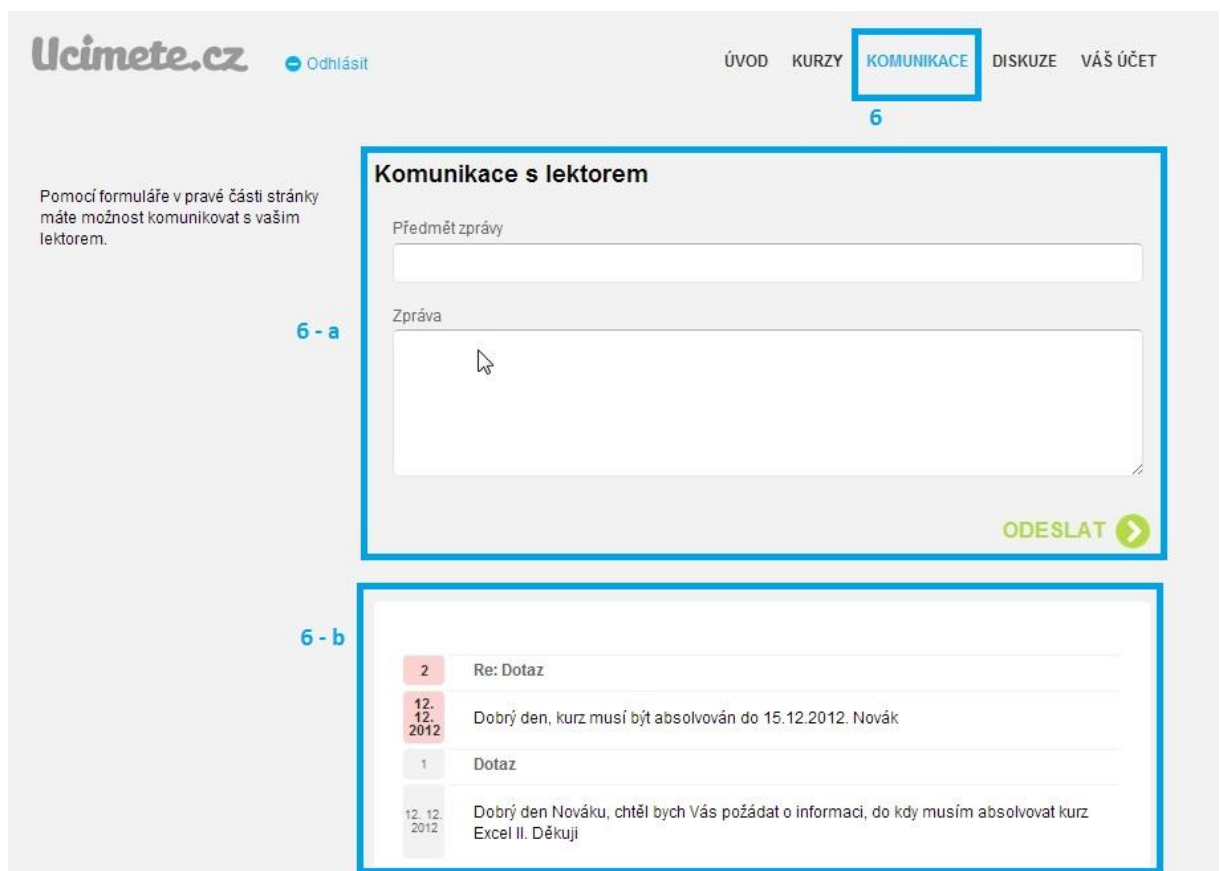 Ucimete.cz
Odhlásit
ÚVOD KURZY KOMUNIKACE DISKUZE VÁŠ ÚČET
6
Pomocí formuláře v pravé části stránky
máte možnost komunikovat s vašim
lektorem.
Komunikace s lektorem
Předmět zprávy
6 - a
Zpráva
ODESLAT
6 - b
2 Re: Dotaz
12.
12.
2012
Dobrý den, kurz musí být absolvován do 15.12.2012. Novák
1 Dotaz
12. 12.
2012
Dobrý den Nováku, chtěl bych Vás požádat o informaci, do kdy musím absolvovat kurz
Excel II. Děkuji